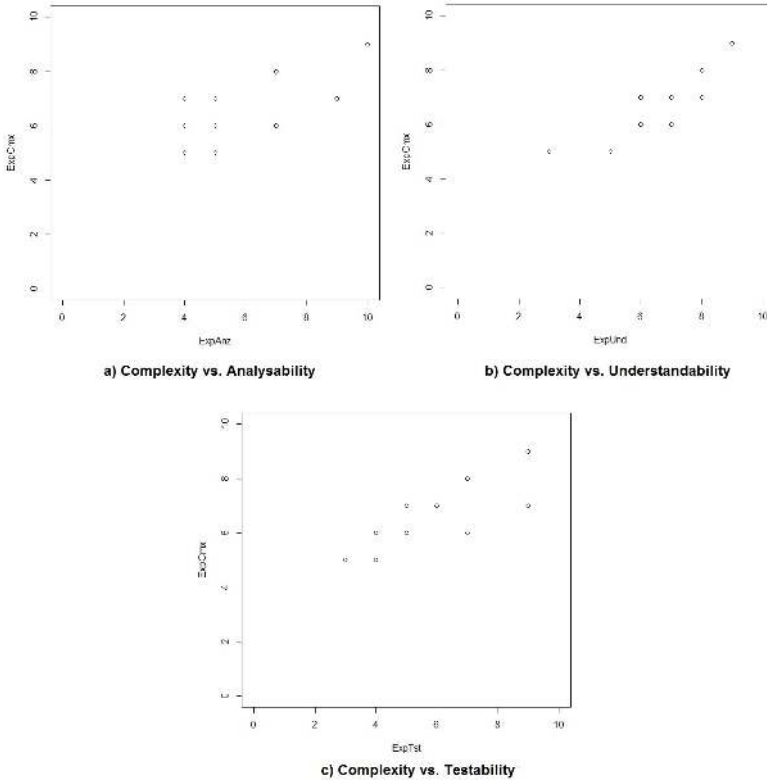 10
8
6
4
2
0
ExpCmx
0 2 4 6 8 10
ExpAnz
a) Complexity vs. Analysability
10
8
6
4
2
0
ExpCmx
0 2 4 6 8 10
ExpUnd
b) Complexity vs. Understandability
10
8
6
4
2
0
ExpCmx
0 2 4 6 8 10
ExpTst
c) Complexity vs. Testability